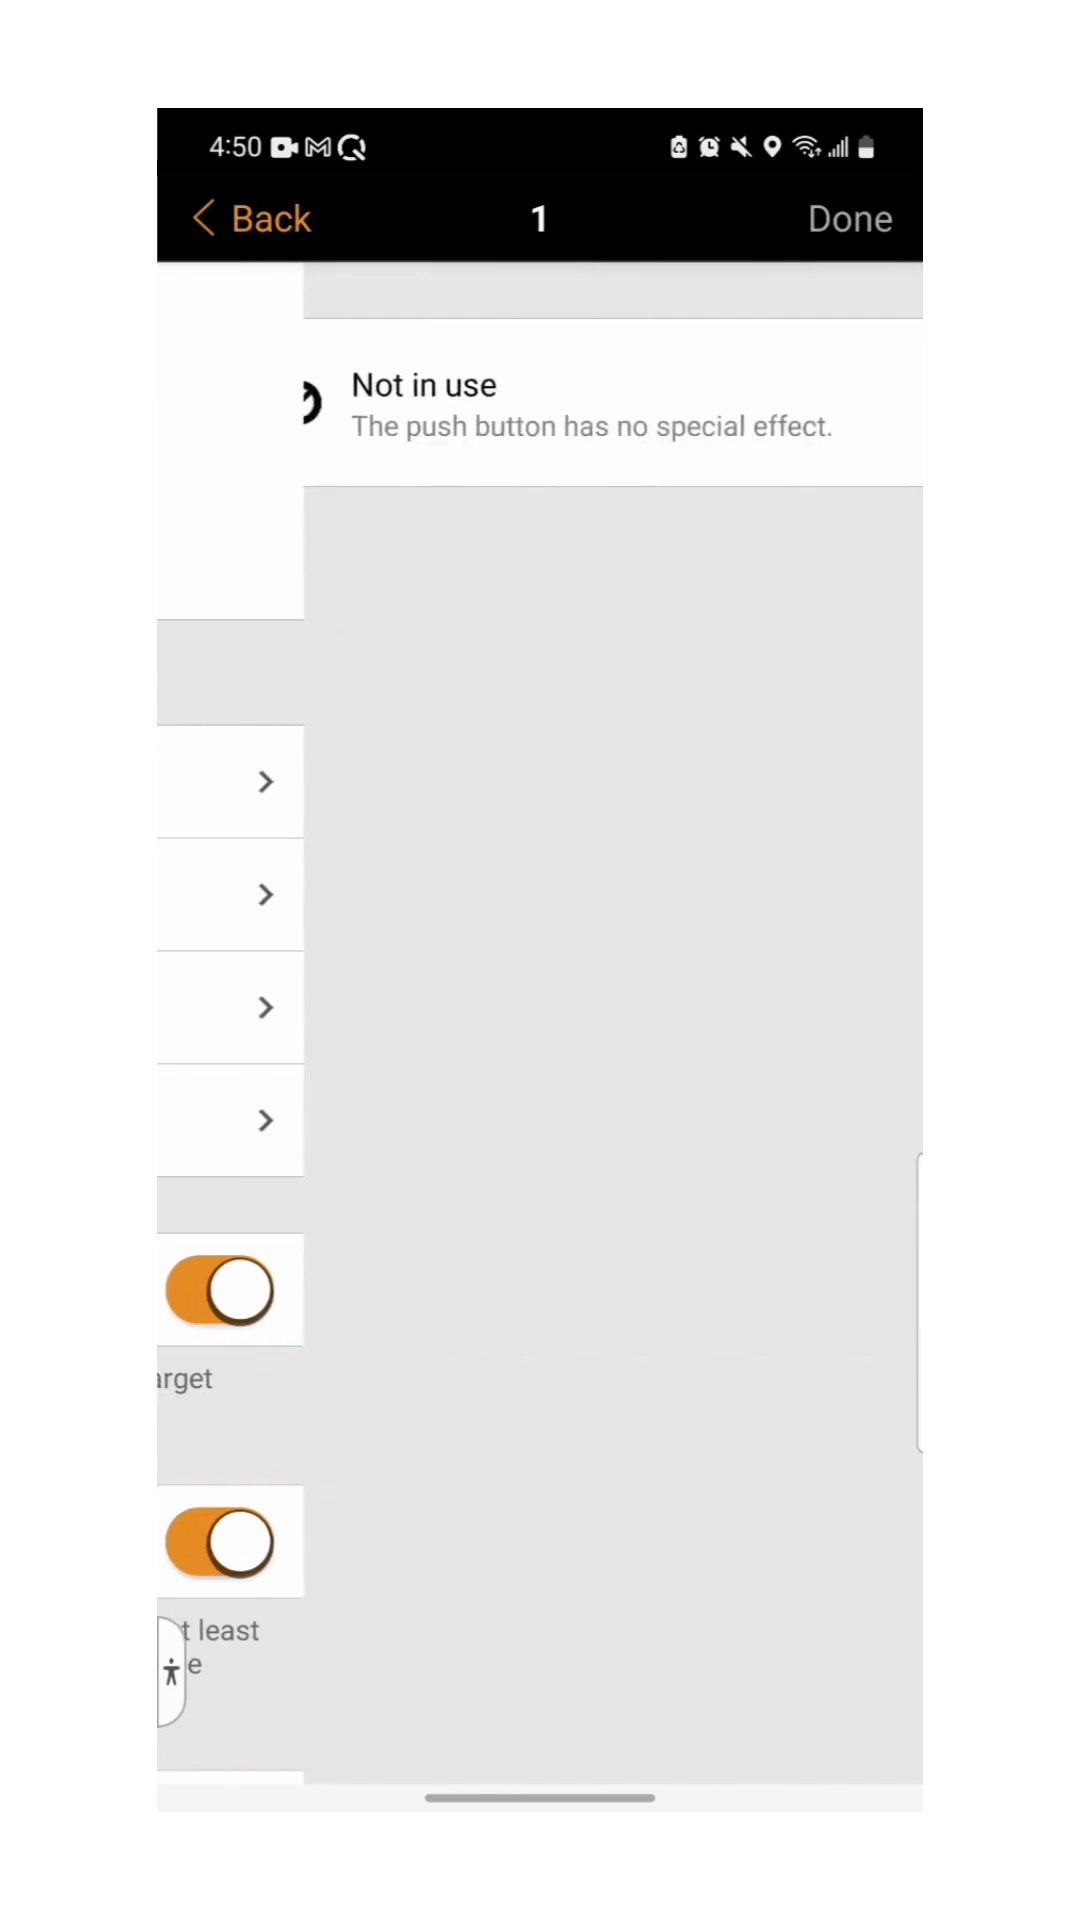 4:50
Back
1
Done
Not in use
The push button has no special effect.
arget
t least
e